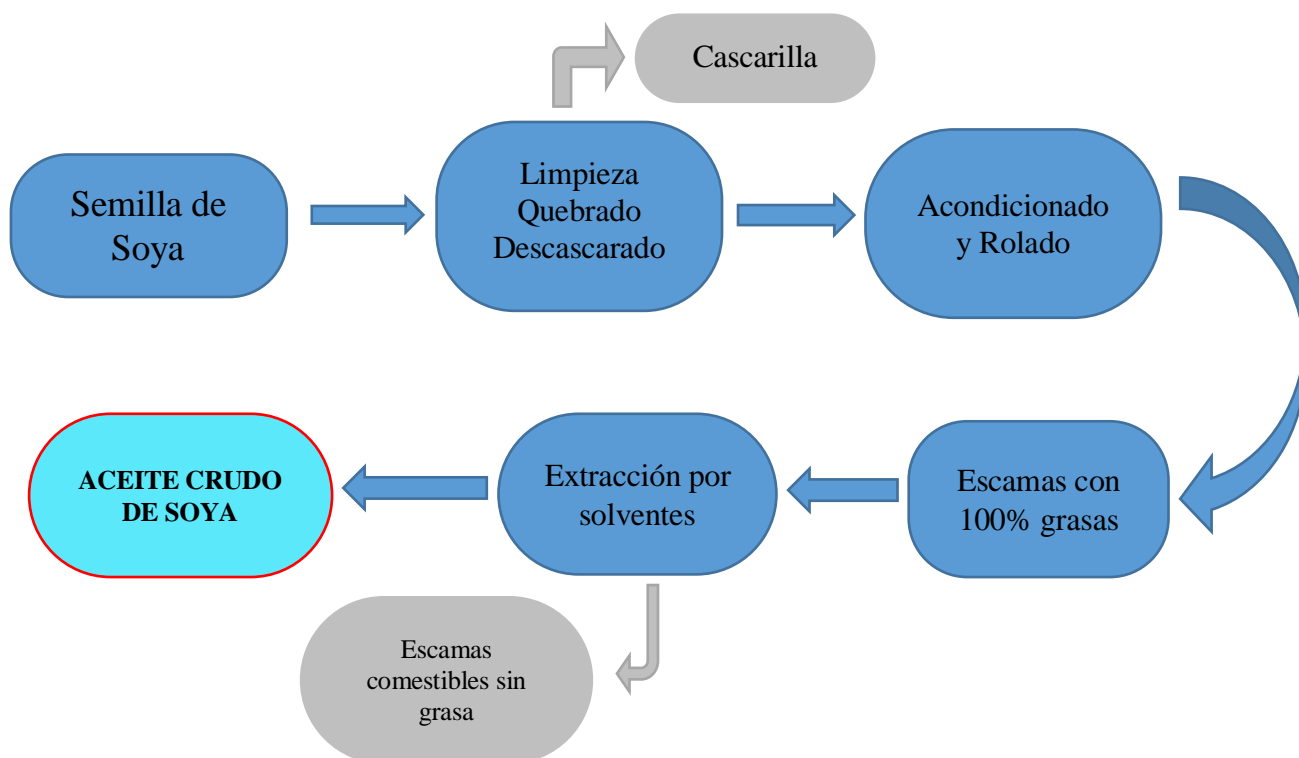 Cascarilla
Semilla de
Soya
Limpieza
Quebrado
Descascarado
Acondicionado
y Rolado
Escamas con
100% grasas
Extracción por
solventes
ACEITE CRUDO
DE SOYA
Escamas
comestibles sin
grasa